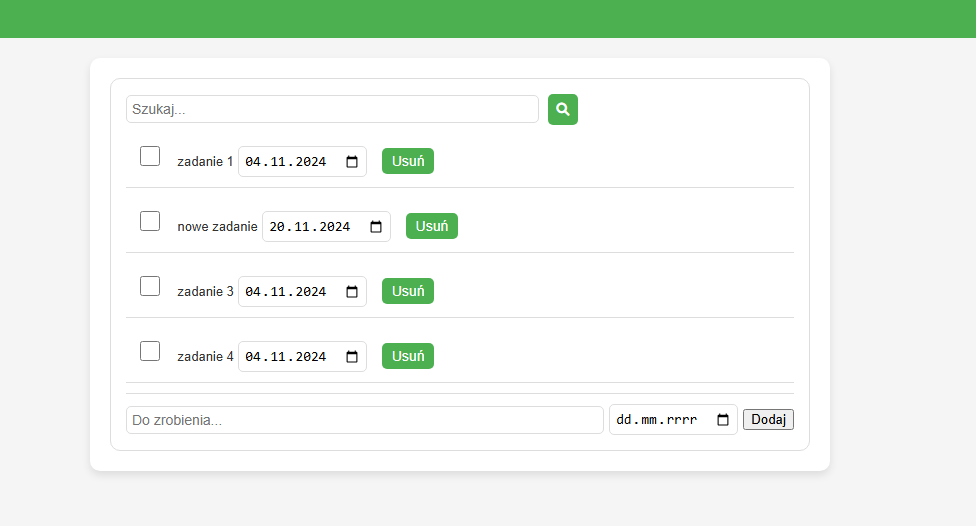 Szukaj...
zadanie 1 04.11.2024 Usuń
nowe zadanie 20.11.2024 Usuń
zadanie 3 04.11.2024 Usuń
zadanie 4 04.11.2024 Usuń
Do zrobienia... dd.mm.rrrr Dodaj